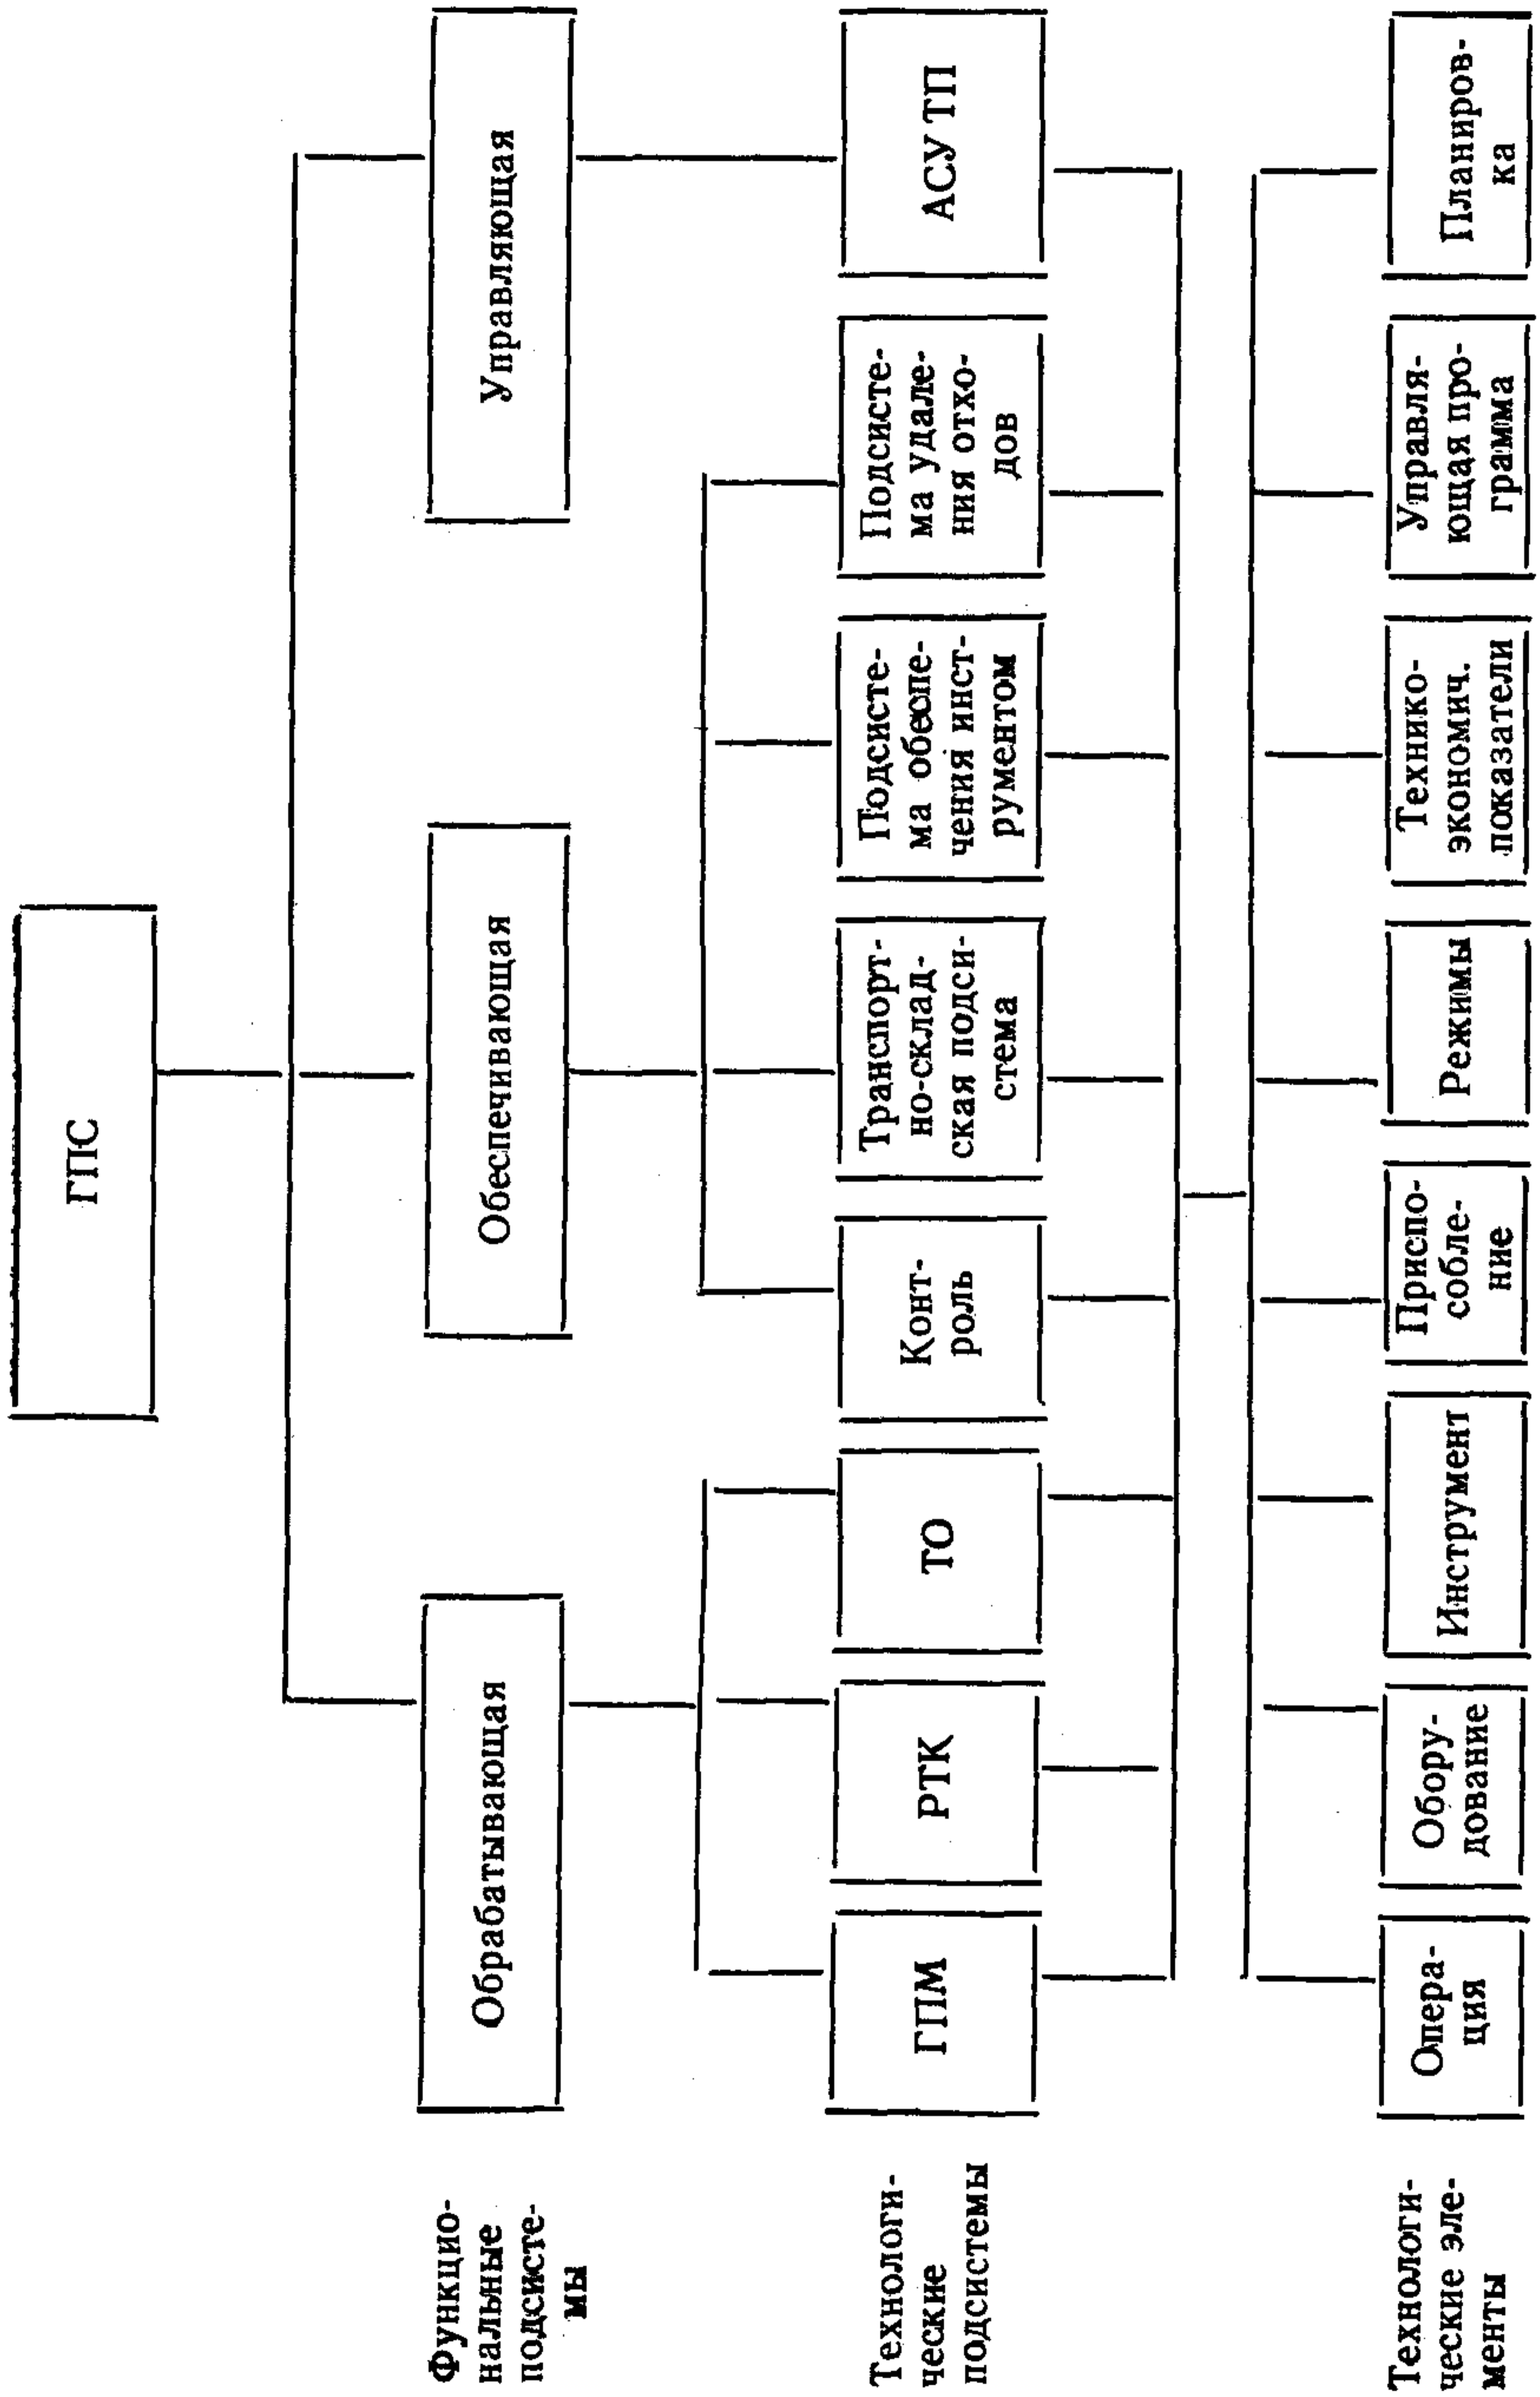 ГПС
Функцио-
нальные
подсисте-
мы
Обрабатывающая
Обеспечивающая
Управляющая
Технологи-
ческие
подсистемы
ГПМ
РТК
ТО
Конт-
роль
Транспорт-
но-склад-
ская подси-
стема
Подсисте-
ма обеспе-
чения инст-
рументом
Подсисте-
ма удале-
ния отхо-
дов
АСУ ТП
Технологи-
ческие эле-
менты
Опера-
ция
Обору-
дование
Инструмент
Приспо-
собле-
ние
Режимы
Технико-
экономич.
показатели
Управля-
ющая про-
грамма
Планиров-
ка